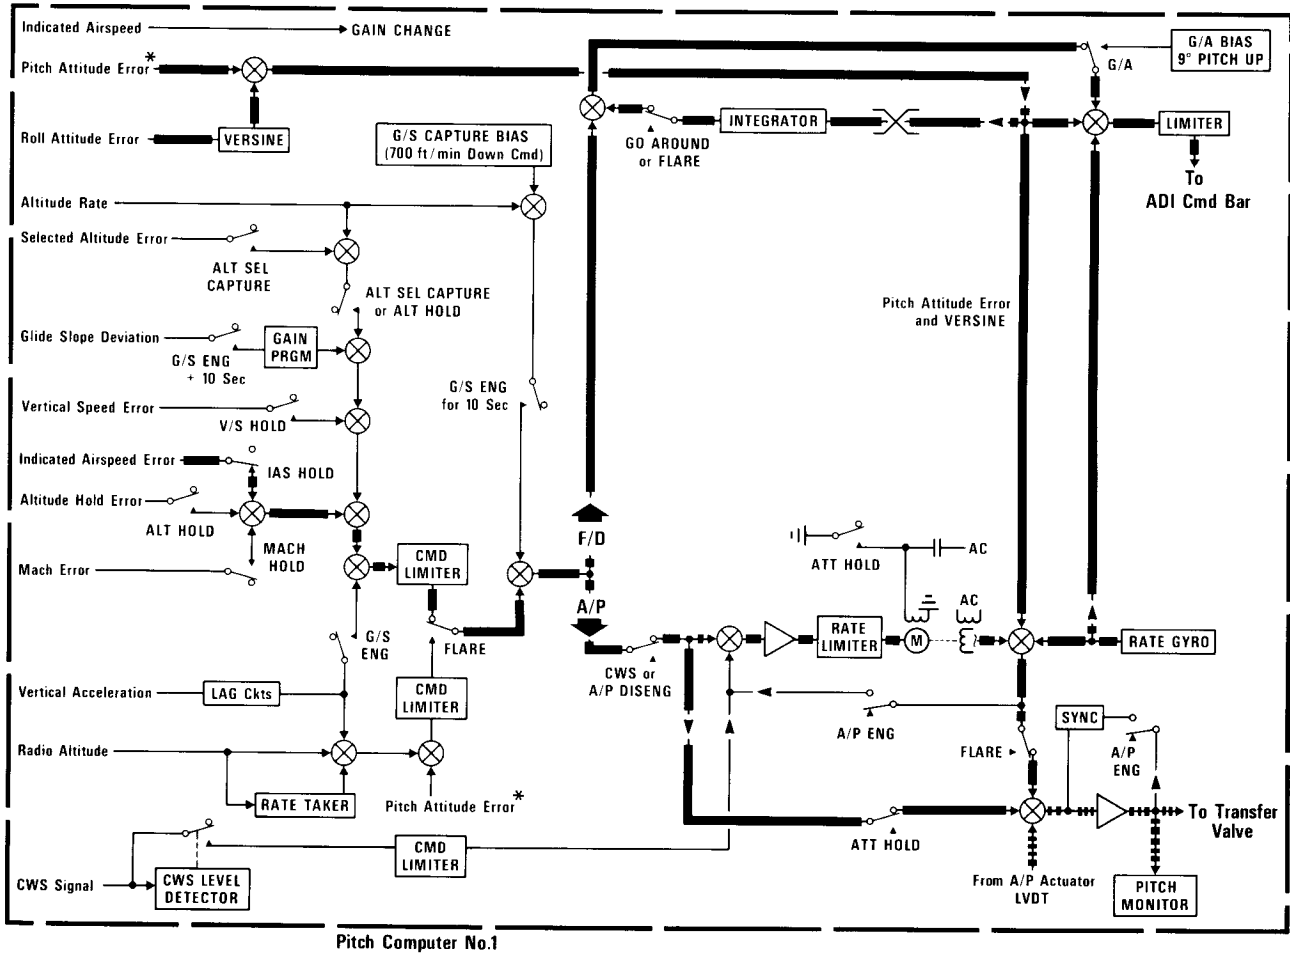 Indicated Airspeed
GAIN CHANGE
G/A BIAS
9° PITCH UP
G/A
Pitch Attitude Error*
Roll Attitude Error
VERSINE
G/S CAPTURE BIAS
(700 ft/min Down Cmd)
GO AROUND
or FLARE
INTEGRATOR
LIMITER
To
ADI Cmd Bar
Altitude Rate
Selected Altitude Error
ALT SEL
CAPTURE
ALT SEL CAPTURE
or ALT HOLD
Pitch Attitude Error
and VERSINE
Glide Slope Deviation
G/S ENG
+ 10 Sec
GAIN
PRGM
G/S ENG
for 10 Sec
Vertical Speed Error
V/S HOLD
Indicated Airspeed Error
IAS HOLD
Altitude Hold Error
ALT HOLD
MACH
HOLD
Mach Error
CMD
LIMITER
F/D
A/P
ATT HOLD
AC
AC
G/S
ENG
FLARE
CWS or
A/P DISENG
RATE
LIMITER
M
RATE GYRO
Vertical Acceleration
LAG Ckts
CMD
LIMITER
A/P ENG
SYNC
A/P
ENG
FLARE
Radio Altitude
RATE TAKER
Pitch Attitude Error*
ATT HOLD
To Transfer
Valve
CMD
LIMITER
CWS Signal
CWS LEVEL
DETECTOR
From A/P Actuator
LVDT
PITCH
MONITOR
Pitch Computer No.1